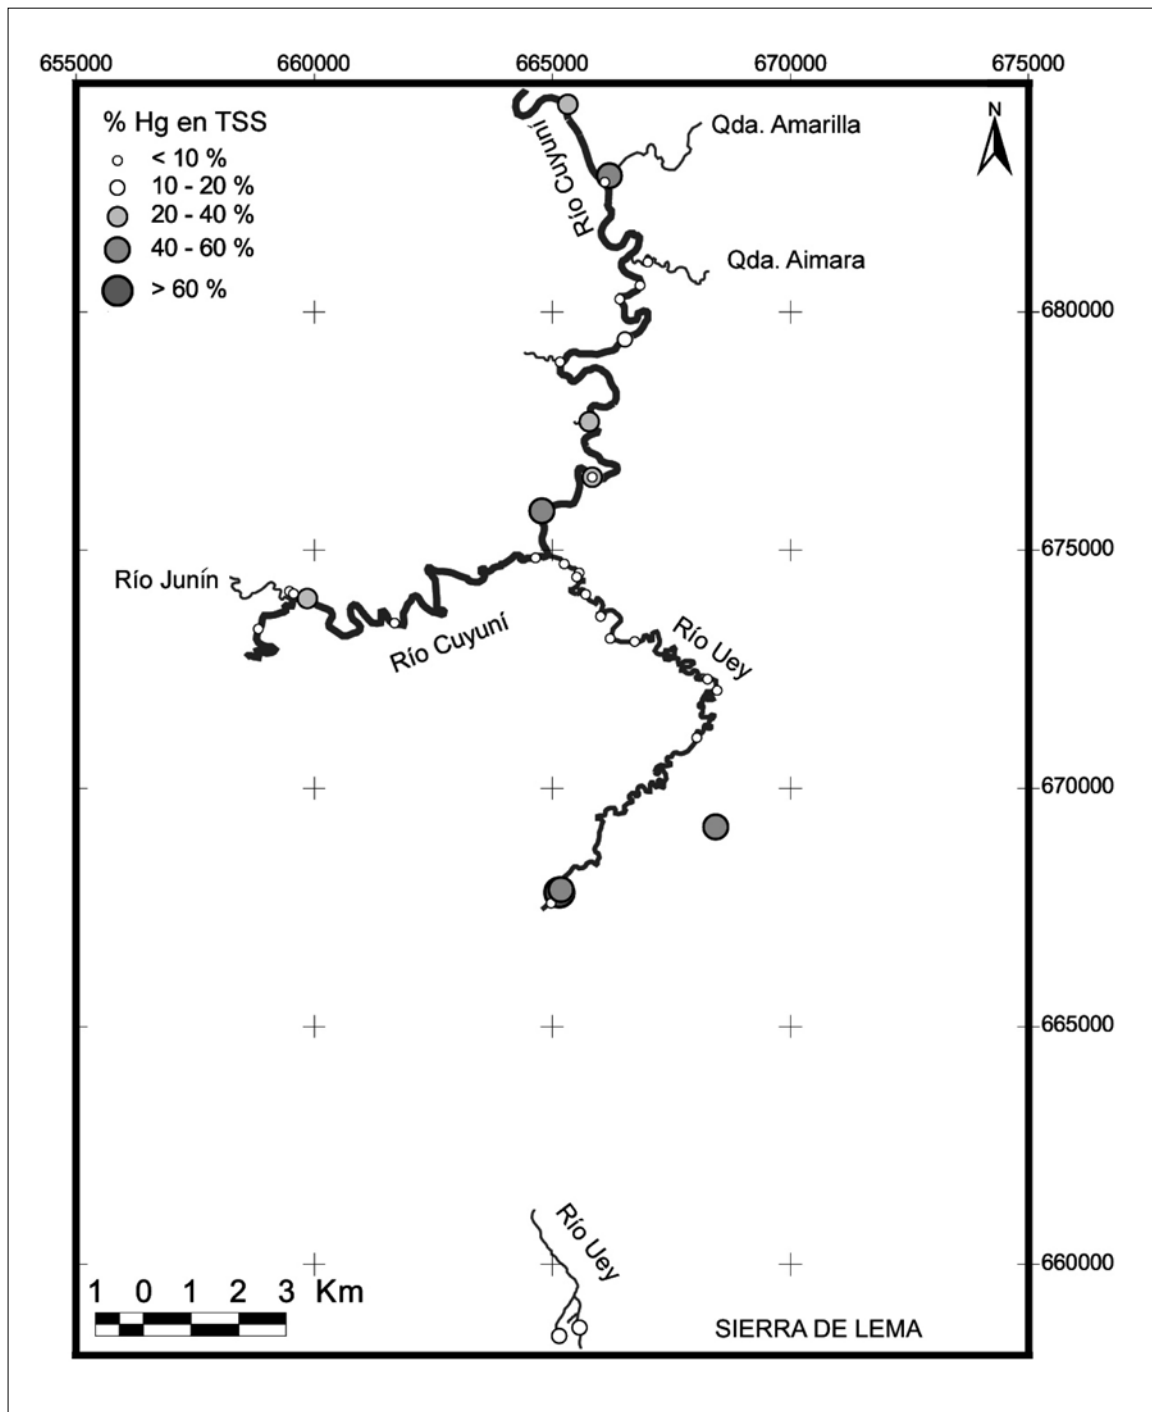 655000 660000 665000 670000 675000
% Hg en TSS
< 10 %
10 - 20 %
20 - 40 %
40 - 60 %
> 60 %
N
Qda. Amarilla
Río Cuyuní
Qda. Aimara
680000
675000
Río Junín
Río Cuyuní
Río Uey
670000
665000
Río Uey
660000
1 0 1 2 3 Km
SIERRA DE LEMA